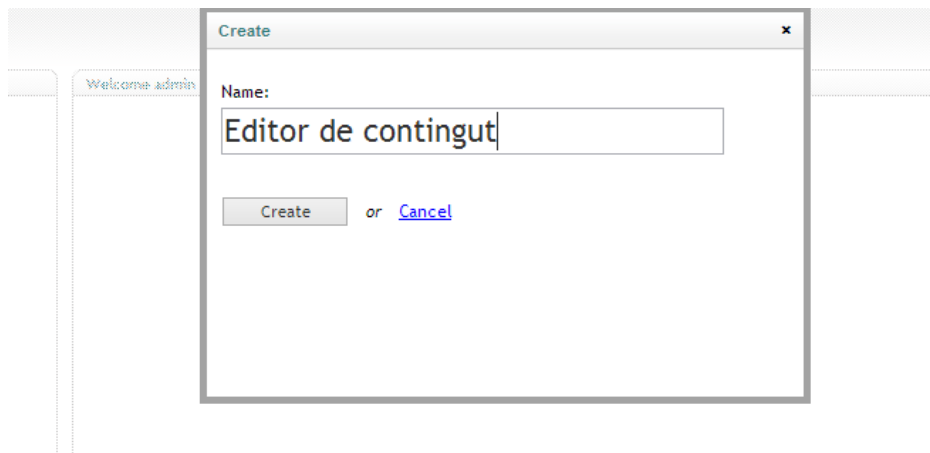 Create ×
Welcome admin
Name:
Editor de contingut
Create or Cancel